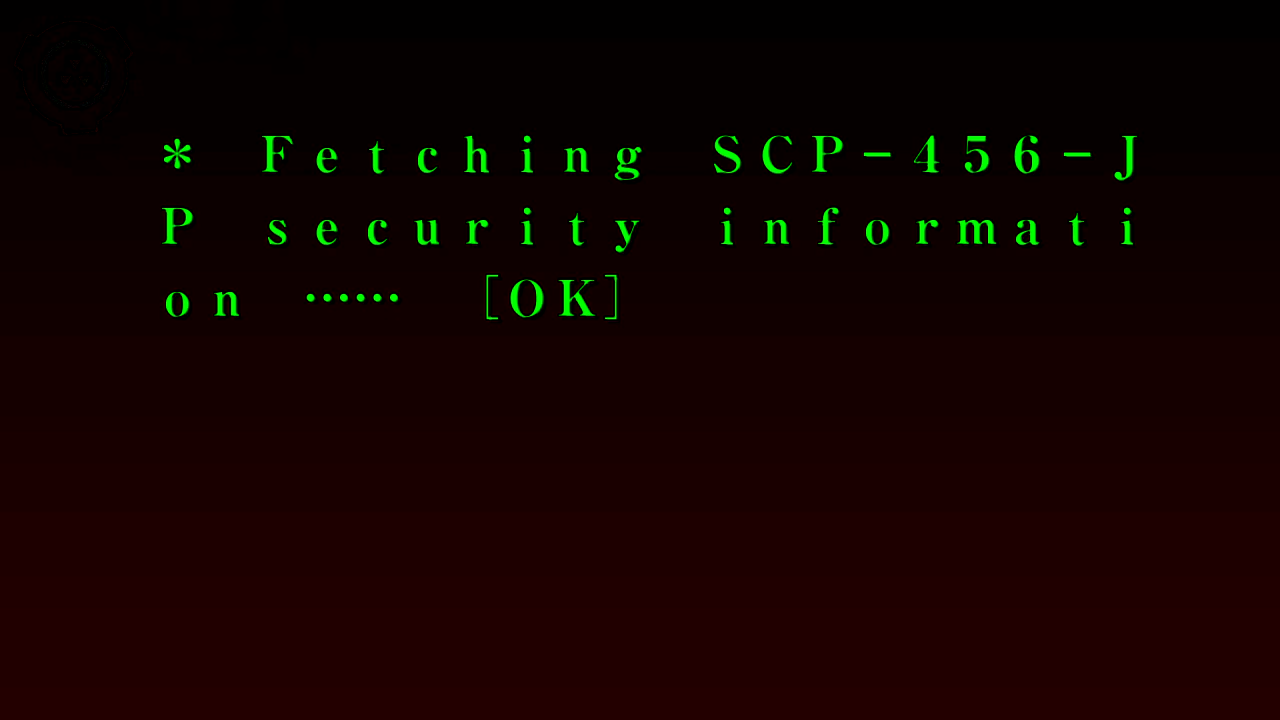 * Fetching SCP-456-J
P security informati
on …… [OK]